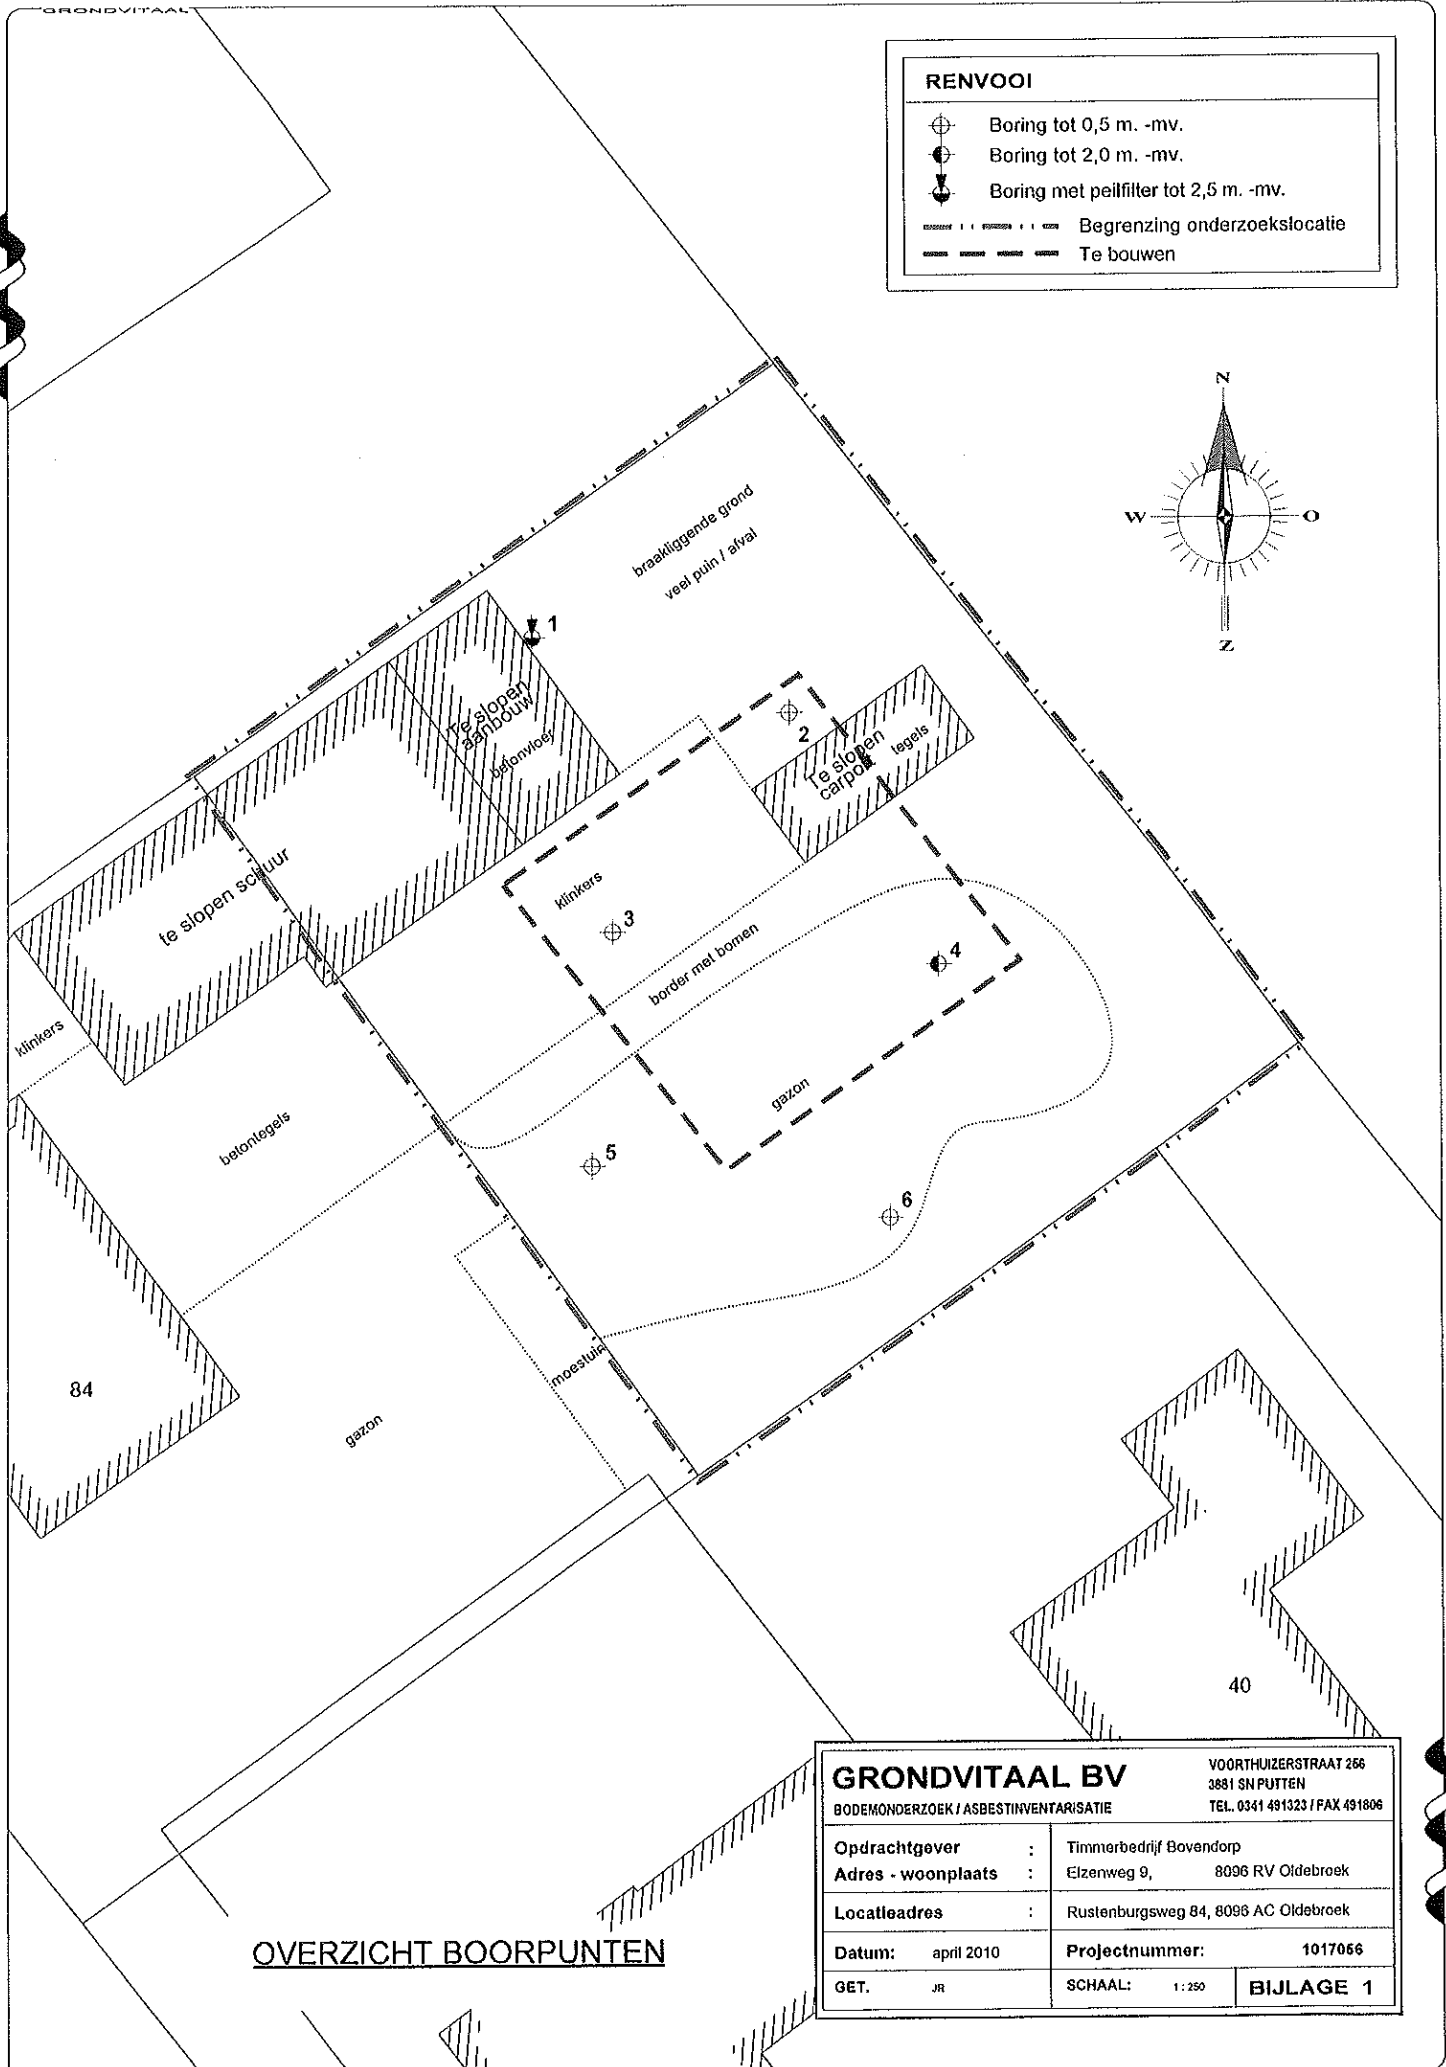 GRONDVITAAL
RENVOOI
Boring tot 0,5 m. -mv.
Boring tot 2,0 m. -mv.
Boring met peilfilter tot 2,5 m. -mv.
Begrenzing onderzoekslocatie
Te bouwen
N
W
O
Z
braakliggende grond
veel puin / afval
1
Te slopen
aanbouw
betonvloer
2
Te slopen
carport
tegels
te slopen schuur
klinkers
3
border met bomen
4
klinkers
betontegels
gazon
5
6
moestuin
84
gazon
40
GRONDVITAAL BV
BODEMONDERZOEK / ASBESTINVENTARISATIE
VOORTHUIZERSTRAAT 256
3881 SN PUTTEN
TEL. 0341 491323 / FAX 491806
Opdrachtgever : Timmerbedrijf Bovendorp
Adres - woonplaats : Elzenweg 9, 8096 RV Oldebroek
Locatieadres : Rustenburgsweg 84, 8096 AC Oldebroek
Datum: april 2010 Projectnummer: 1017056
GET. JR SCHAAL: 1 : 250 BIJLAGE 1
OVERZICHT BOORPUNTEN